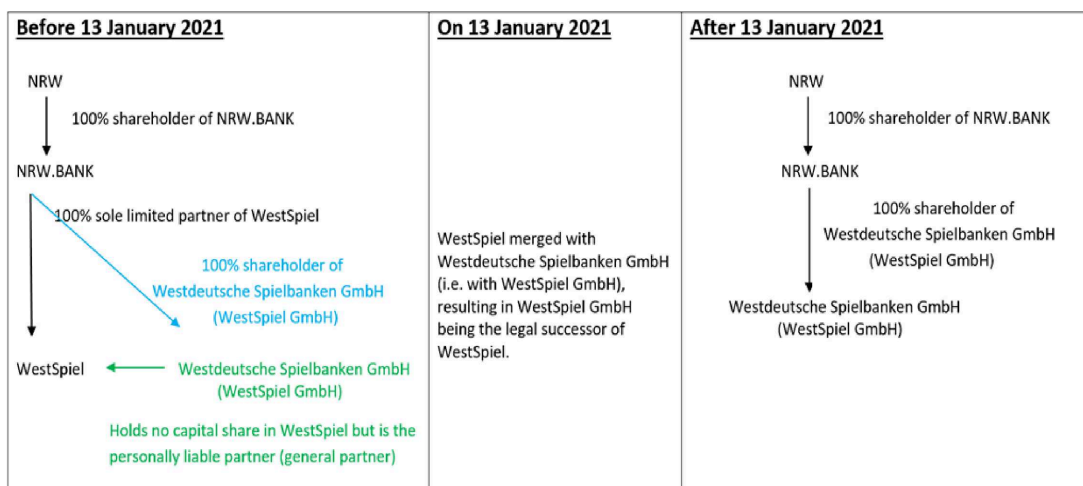 Before 13 January 2021
NRW
100% shareholder of NRW.BANK
NRW.BANK
100% sole limited partner of WestSpiel
100% shareholder of
Westdeutsche Spielbanken GmbH
(WestSpiel GmbH)
WestSpiel
Westdeutsche Spielbanken GmbH
(WestSpiel GmbH)
Holds no capital share in WestSpiel but is the
personally liable partner (general partner)
On 13 January 2021
WestSpiel merged with
Westdeutsche Spielbanken GmbH
(i.e. with WestSpiel GmbH),
resulting in WestSpiel GmbH
being the legal successor of
WestSpiel.
After 13 January 2021
NRW
100% shareholder of NRW.BANK
NRW.BANK
100% shareholder of
Westdeutsche Spielbanken GmbH
(WestSpiel GmbH)
Westdeutsche Spielbanken GmbH
(WestSpiel GmbH)